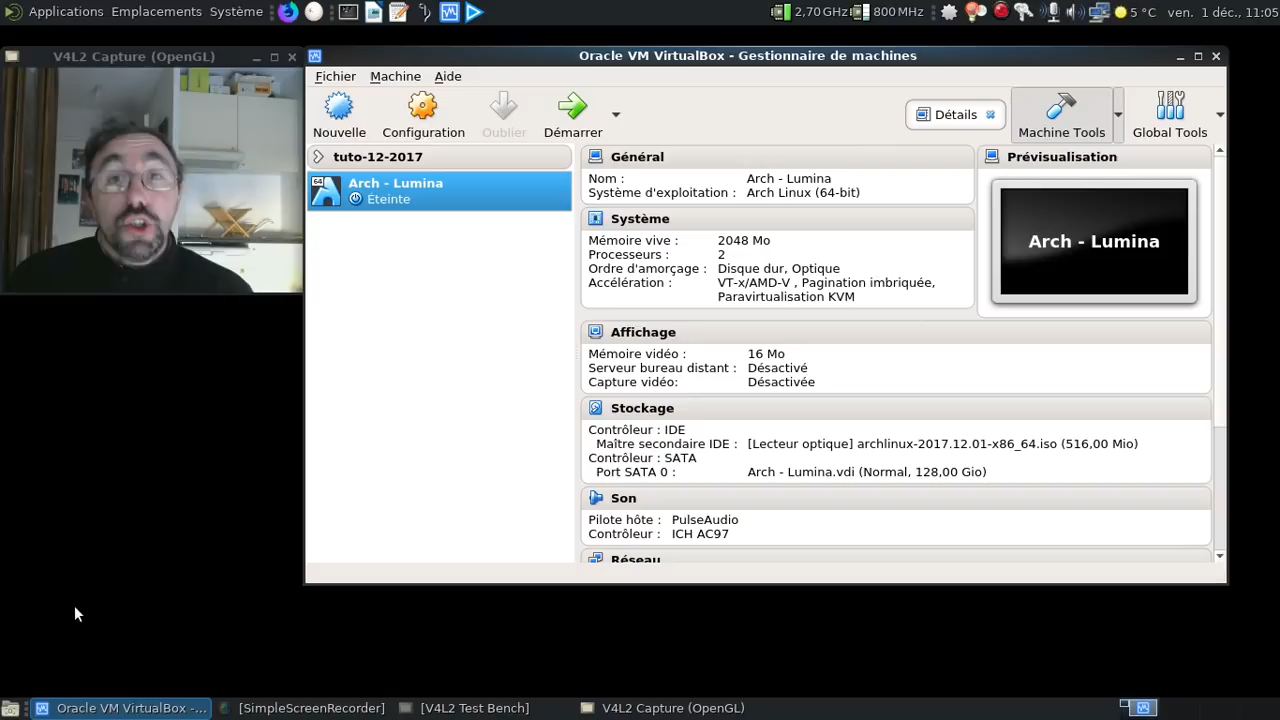 Applications Emplacements Système
2,70 GHz 800 MHz 5 °C ven. 1 déc., 11:05
V4L2 Capture (OpenGL)
Oracle VM VirtualBox - Gestionnaire de machines
Fichier Machine Aide
Nouvelle Configuration Oublier Démarrer
Détails Machine Tools Global Tools
tuto-12-2017
64
Arch - Lumina
Éteinte
Général
Nom : Arch - Lumina
Système d'exploitation : Arch Linux (64-bit)
Prévisualisation
Arch - Lumina
Système
Mémoire vive : 2048 Mo
Processeurs : 2
Ordre d'amorçage : Disque dur, Optique
Accélération : VT-x/AMD-V , Pagination imbriquée,
Paravirtualisation KVM
Affichage
Mémoire vidéo : 16 Mo
Serveur bureau distant : Désactivé
Capture vidéo: Désactivée
Stockage
Contrôleur : IDE
Maître secondaire IDE : [Lecteur optique] archlinux-2017.12.01-x86_64.iso (516,00 Mio)
Contrôleur : SATA
Port SATA 0 : Arch - Lumina.vdi (Normal, 128,00 Gio)
Son
Pilote hôte : PulseAudio
Contrôleur : ICH AC97
Réseau
Oracle VM VirtualBox -... [SimpleScreenRecorder] [V4L2 Test Bench] V4L2 Capture (OpenGL)